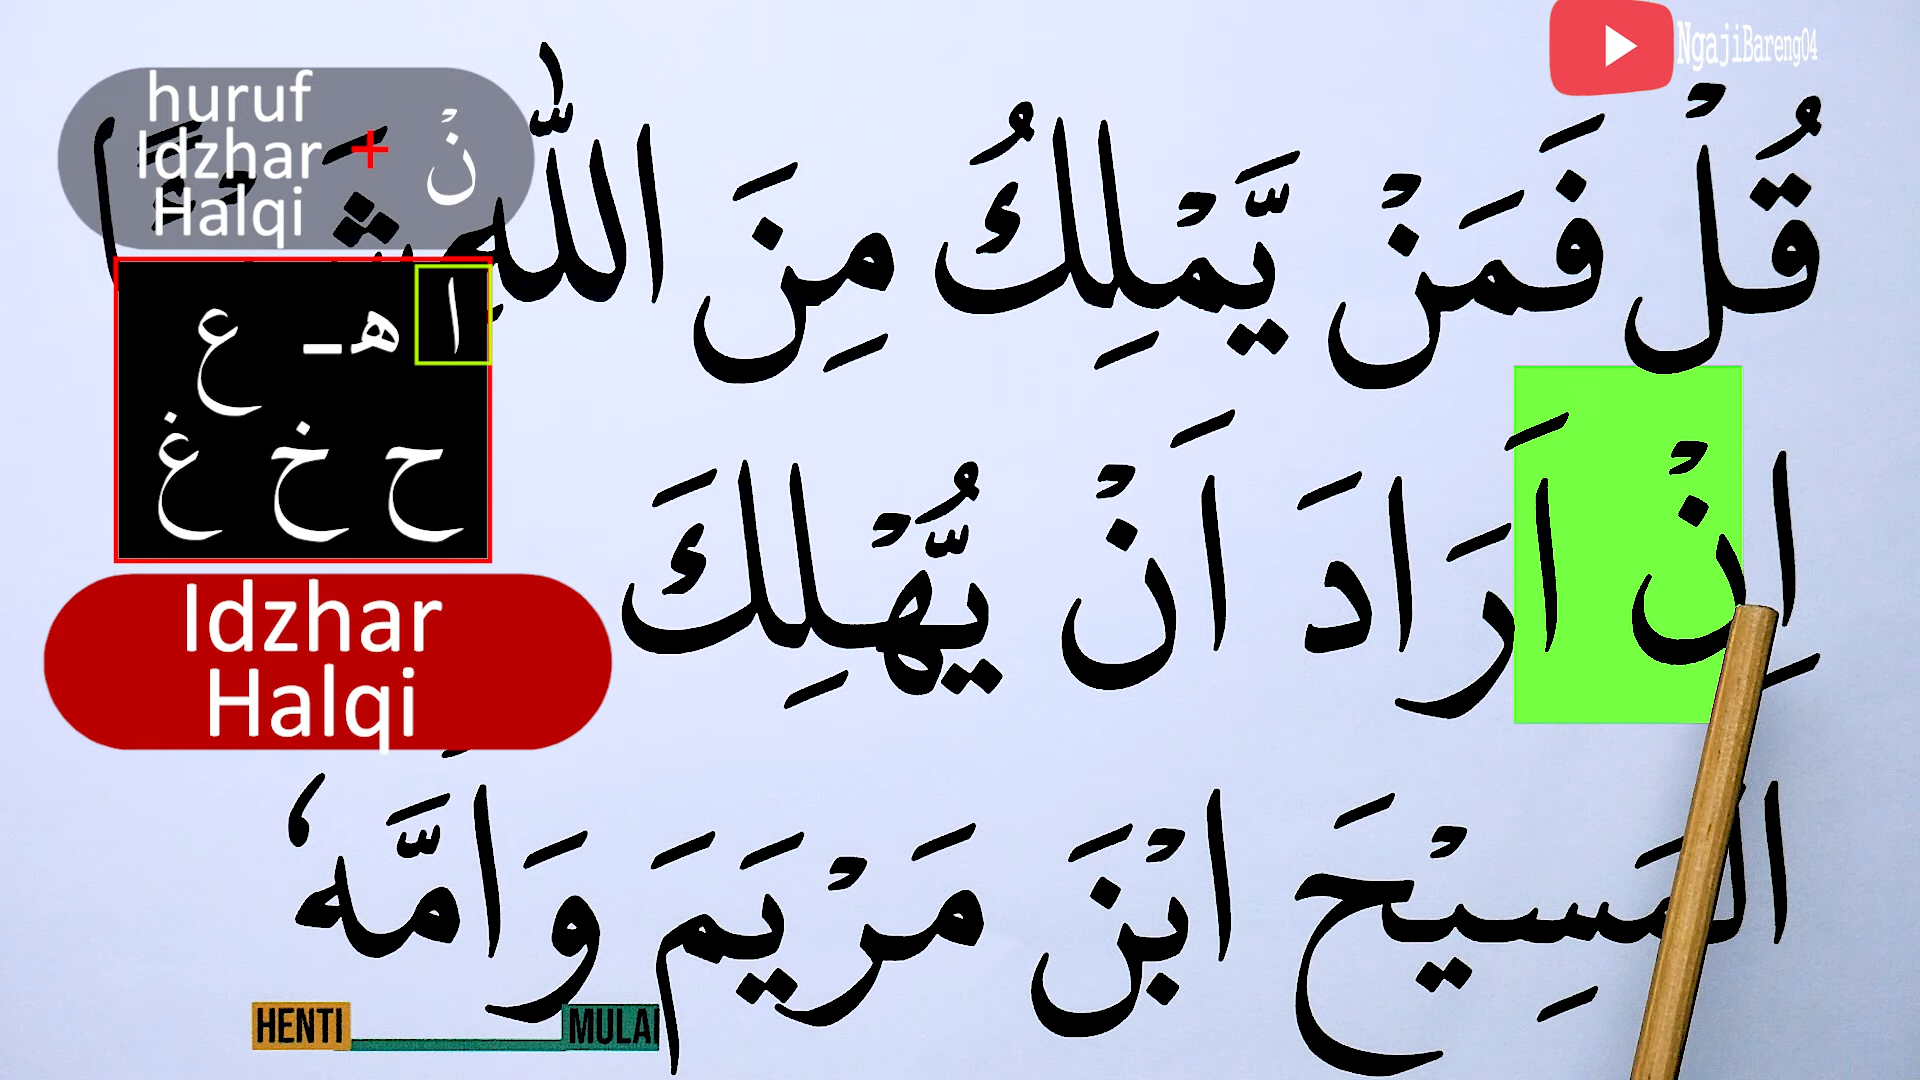 NgajiBareng04
huruf
Idzhar + نْ
Halqi
ا هـ ع
ح خ غ
Idzhar
Halqi
قُلْ فَمَنْ يَّمْلِكُ مِنَ اللّٰهِ
اِنْ اَرَادَ اَنْ يُّهْلِكَ
الْمَسِيْحَ ابْنَ مَرْيَمَ وَاُمَّهٗ
HENTI MULAI